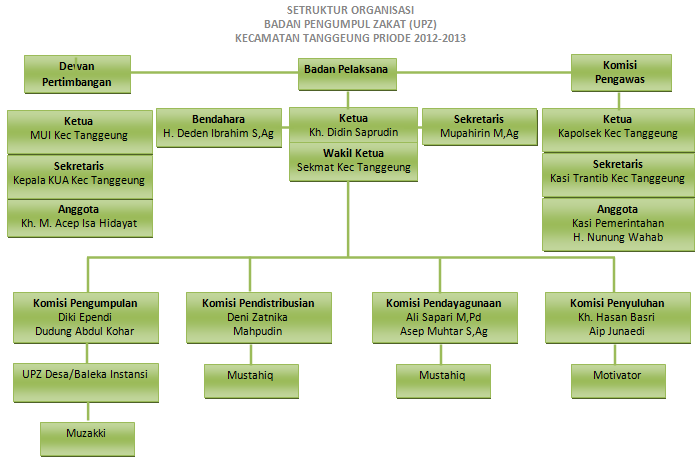 SETRUKTUR ORGANISASI
BADAN PENGUMPUL ZAKAT (UPZ)
KECAMATAN TANGGEUNG PRIODE 2012-2013
Dewan
Pertimbangan
Badan Pelaksana
Komisi
Pengawas
Ketua
MUI Kec Tanggeung
Sekretaris
Kepala KUA Kec Tanggeung
Anggota
Kh. M. Acep Isa Hidayat
Bendahara
H. Deden Ibrahim S,Ag
Ketua
Kh. Didin Saprudin
Wakil Ketua
Sekmat Kec Tanggeung
Sekretaris
Mupahirin M,Ag
Ketua
Kapolsek Kec Tanggeung
Sekretaris
Kasi Trantib Kec Tanggeung
Anggota
Kasi Pemerintahan
H. Nunung Wahab
Komisi Pengumpulan
Diki Ependi
Dudung Abdul Kohar
Komisi Pendistribusian
Deni Zatnika
Mahpudin
Komisi Pendayagunaan
Ali Sapari M,Pd
Asep Muhtar S,Ag
Komisi Penyuluhan
Kh. Hasan Basri
Aip Junaedi
UPZ Desa/Baleka Instansi
Mustahiq
Mustahiq
Motivator
Muzakki